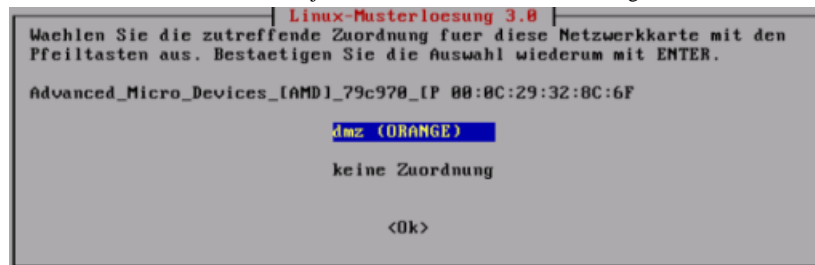 Linux-Musterloesung 3.0
Waehlen Sie die zutreffende Zuordnung fuer diese Netzwerkkarte mit den
Pfeiltasten aus. Bestaetigen Sie die Auswahl wiederum mit ENTER.
Advanced_Micro_Devices_[AMD]_79c970_[P 00:0C:29:32:8C:6F
dmz (ORANGE)
keine Zuordnung
<Ok>